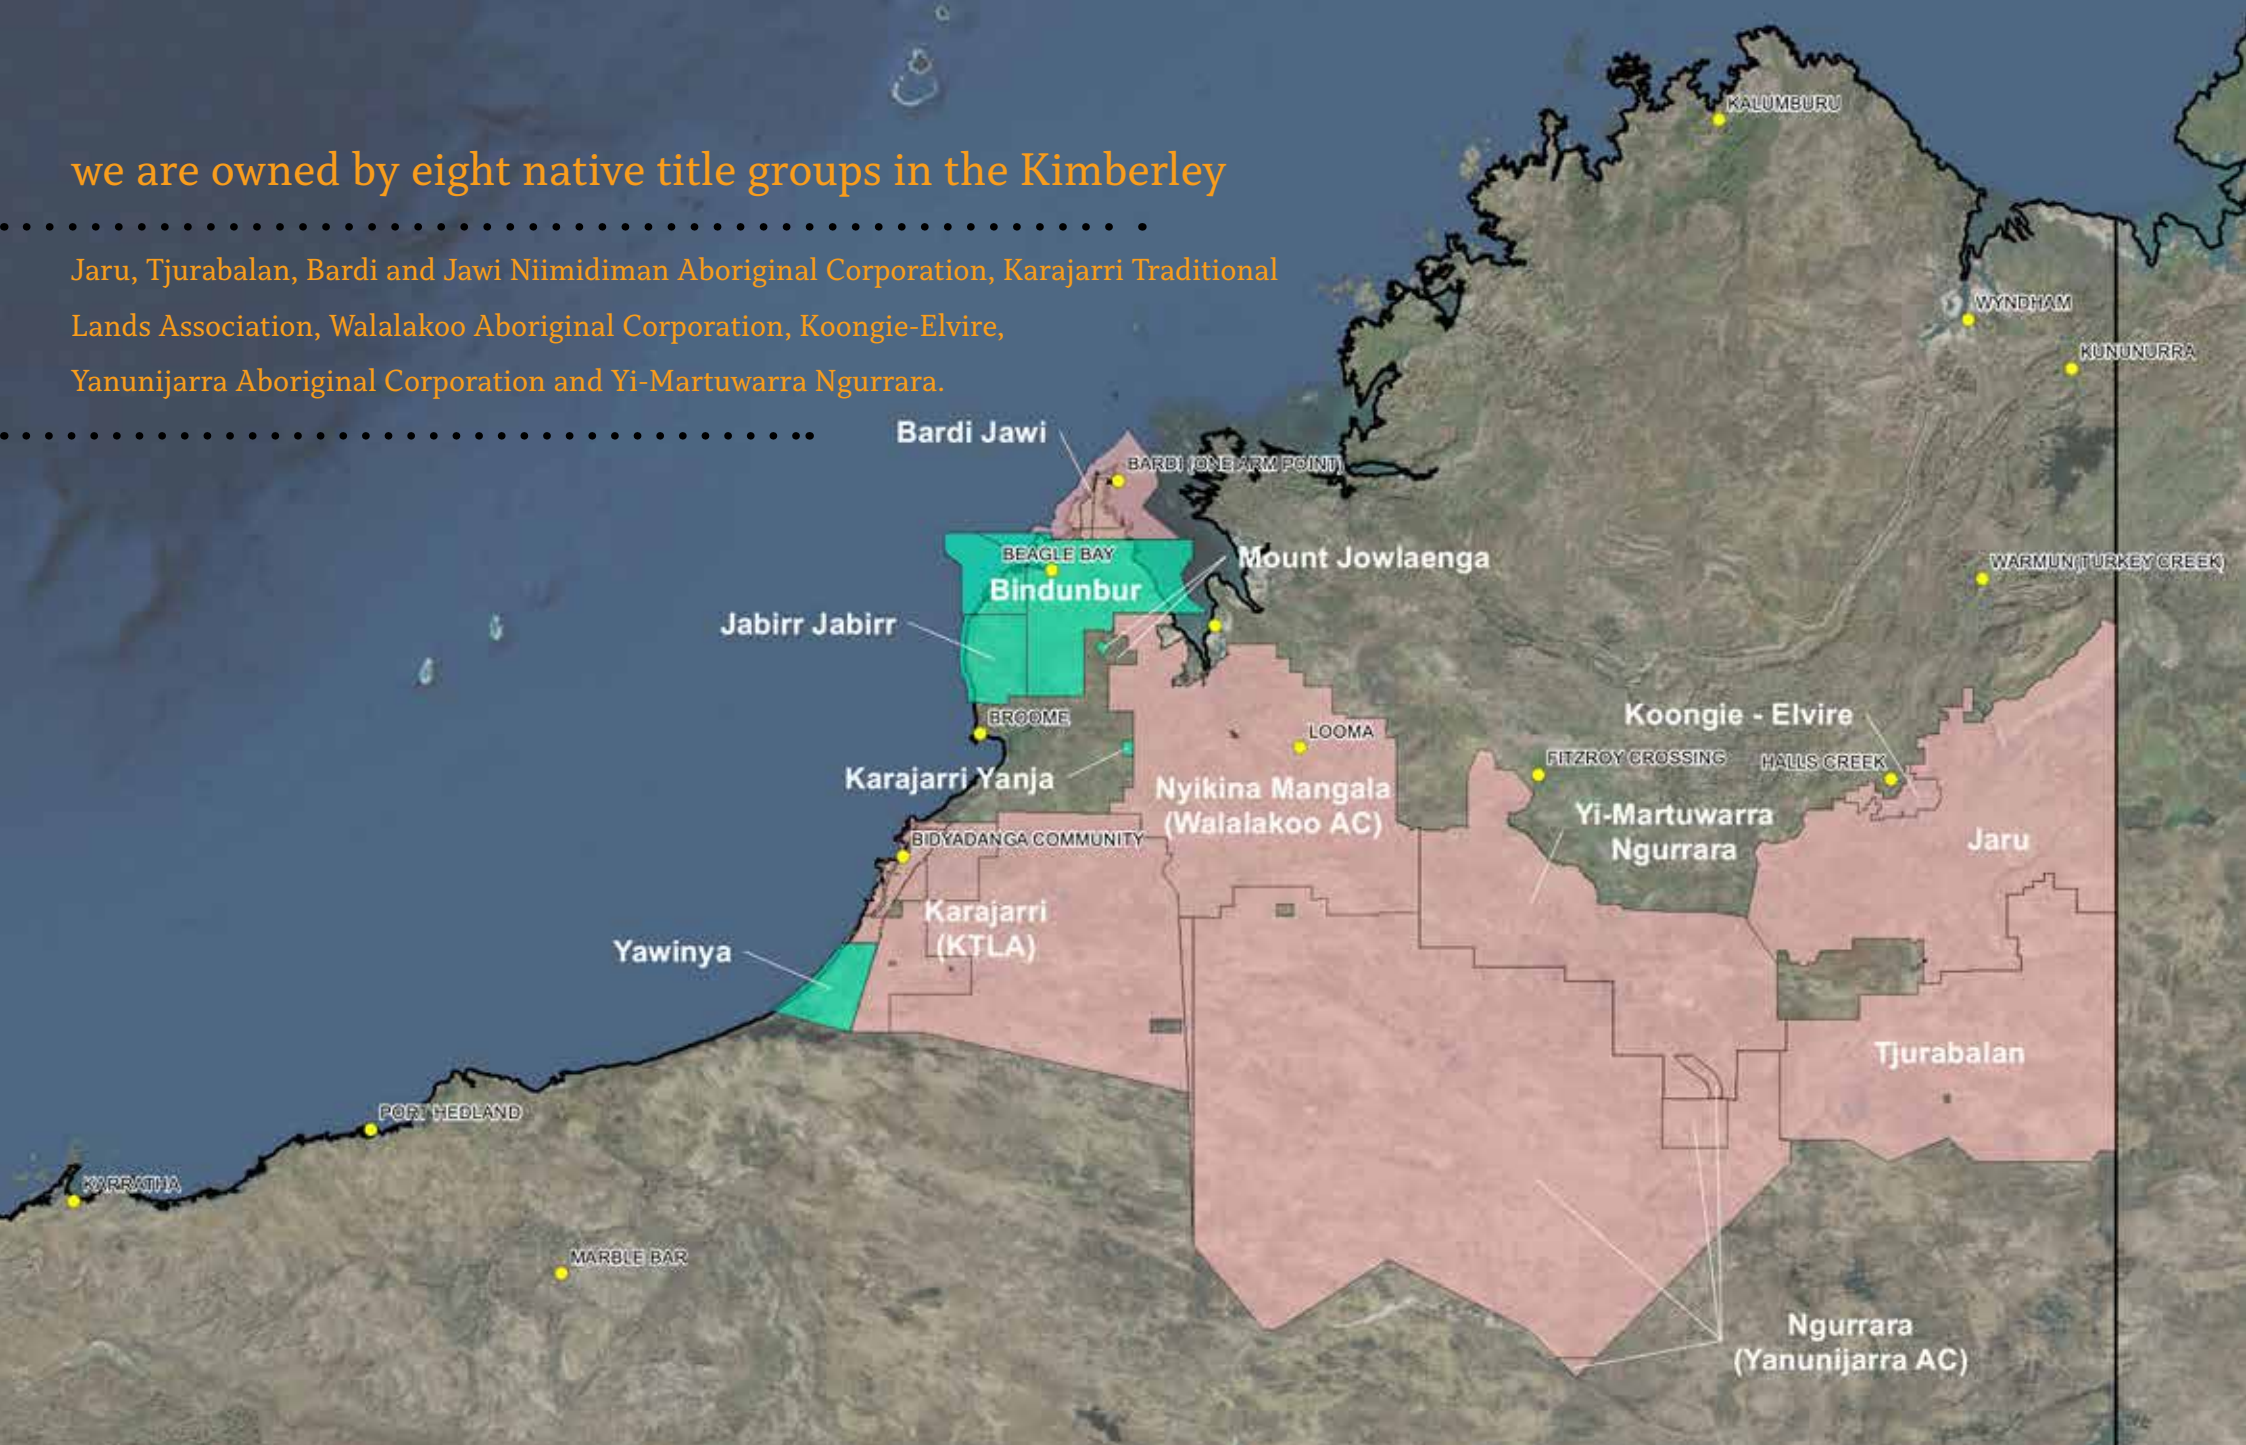 we are owned by eight native title groups in the Kimberley
Jaru, Tjurabalan, Bardi and Jawi Niimidiman Aboriginal Corporation, Karajarri Traditional
Lands Association, Walalakoo Aboriginal Corporation, Koongie-Elvire,
Yanunijarra Aboriginal Corporation and Yi-Martuwarra Ngurrara.
KALUMBURU
WYNDHAM
KUNUNURRA
Bardi Jawi
BARDI (ONE ARM POINT)
BEAGLE BAY
Bindunbur
Mount Jowlaenga
WARMUN(TURKEY CREEK)
Jabirr Jabirr
BROOME
LOOMA
Koongie - Elvire
FITZROY CROSSING
HALLS CREEK
Karajarri Yanja
Nyikina Mangala
(Walalakoo AC)
Yi-Martuwarra
Ngurrara
Jaru
BIDYADANGA COMMUNITY
Karajarri
(KTLA)
Yawinya
Tjurabalan
PORT HEDLAND
KARRATHA
MARBLE BAR
Ngurrara
(Yanunijarra AC)